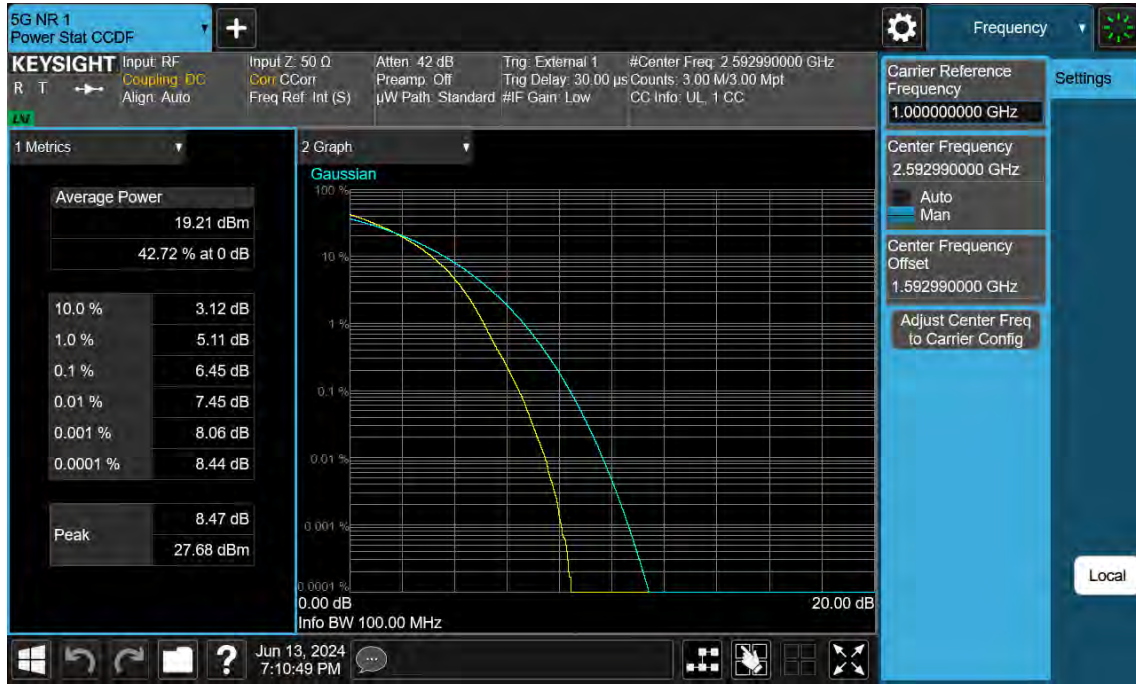 5G NR 1
Power Stat CCDF
Frequency
KEYSIGHT
R T
LXI
Input: RF
Coupling: DC
Align: Auto
Input Z: 50 Ω
Corr CCorr
Freq Ref: Int (S)
Atten: 42 dB
Preamp: Off
µW Path: Standard
Trig: External 1
Trig Delay: 30.00 µs
#IF Gain: Low
#Center Freq: 2.592990000 GHz
Counts: 3.00 M/3.00 Mpt
CC Info: UL, 1 CC
1 Metrics
Average Power
19.21 dBm
42.72 % at 0 dB
10.0 % 3.12 dB
1.0 % 5.11 dB
0.1 % 6.45 dB
0.01 % 7.45 dB
0.001 % 8.06 dB
0.0001 % 8.44 dB
Peak
8.47 dB
27.68 dBm
2 Graph
Gaussian
100 %
10 %
1 %
0.1 %
0.01 %
0.001 %
0.0001 %
0.00 dB 20.00 dB
Info BW 100.00 MHz
Carrier Reference
Frequency
1.000000000 GHz
Center Frequency
2.592990000 GHz
Auto
Man
Center Frequency
Offset
1.592990000 GHz
Adjust Center Freq
to Carrier Config
Settings
Local
?
Jun 13, 2024
7:10:49 PM